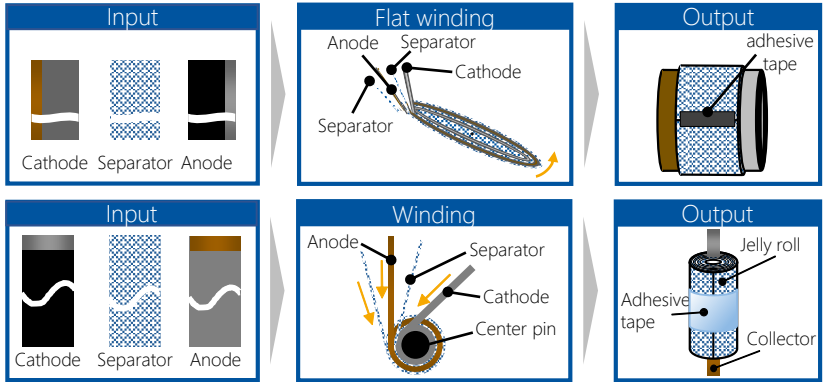 Input
Cathode
Separator
Anode
Flat winding
Anode
Separator
Cathode
Separator
Output
adhesive
tape
Input
Cathode
Separator
Anode
Winding
Anode
Separator
Cathode
Center pin
Output
Jelly roll
Adhesive
tape
Collector